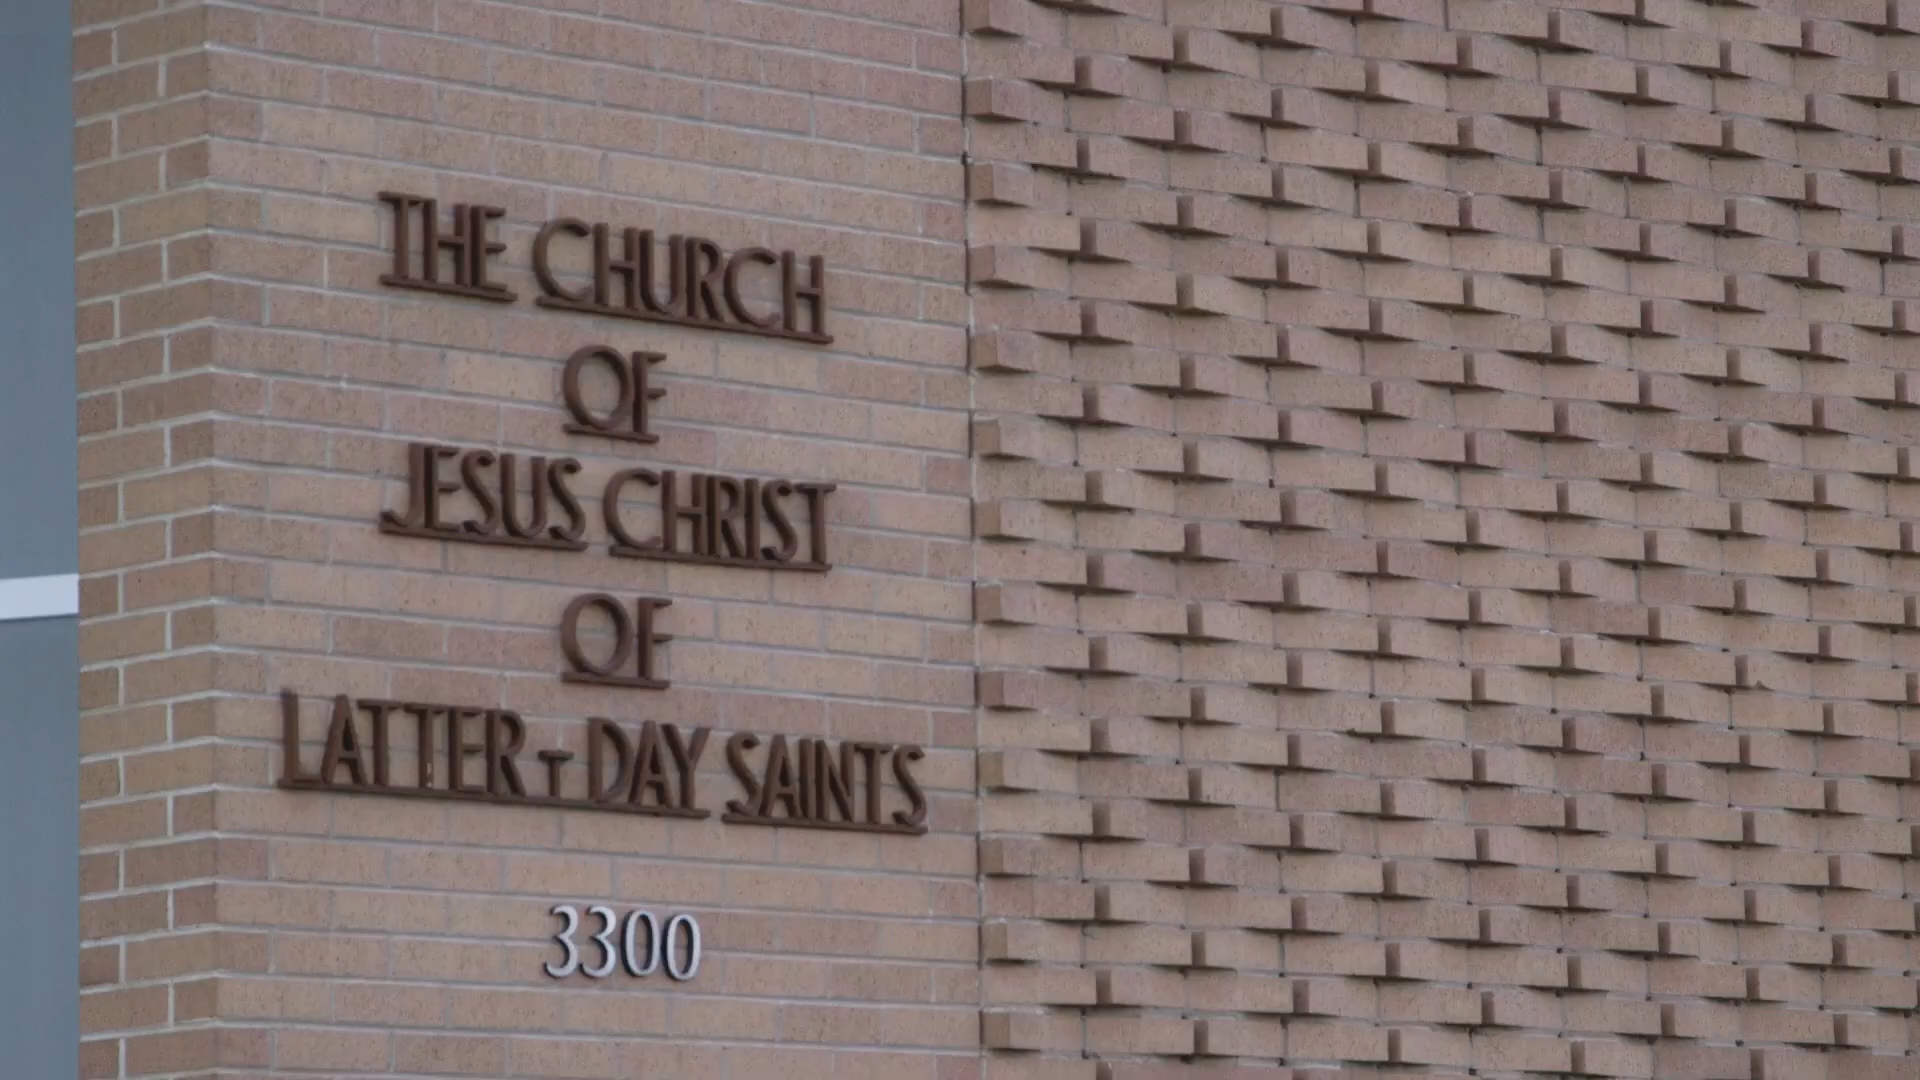 THE CHURCH
OF
JESUS CHRIST
OF
LATTER-DAY SAINTS
3300